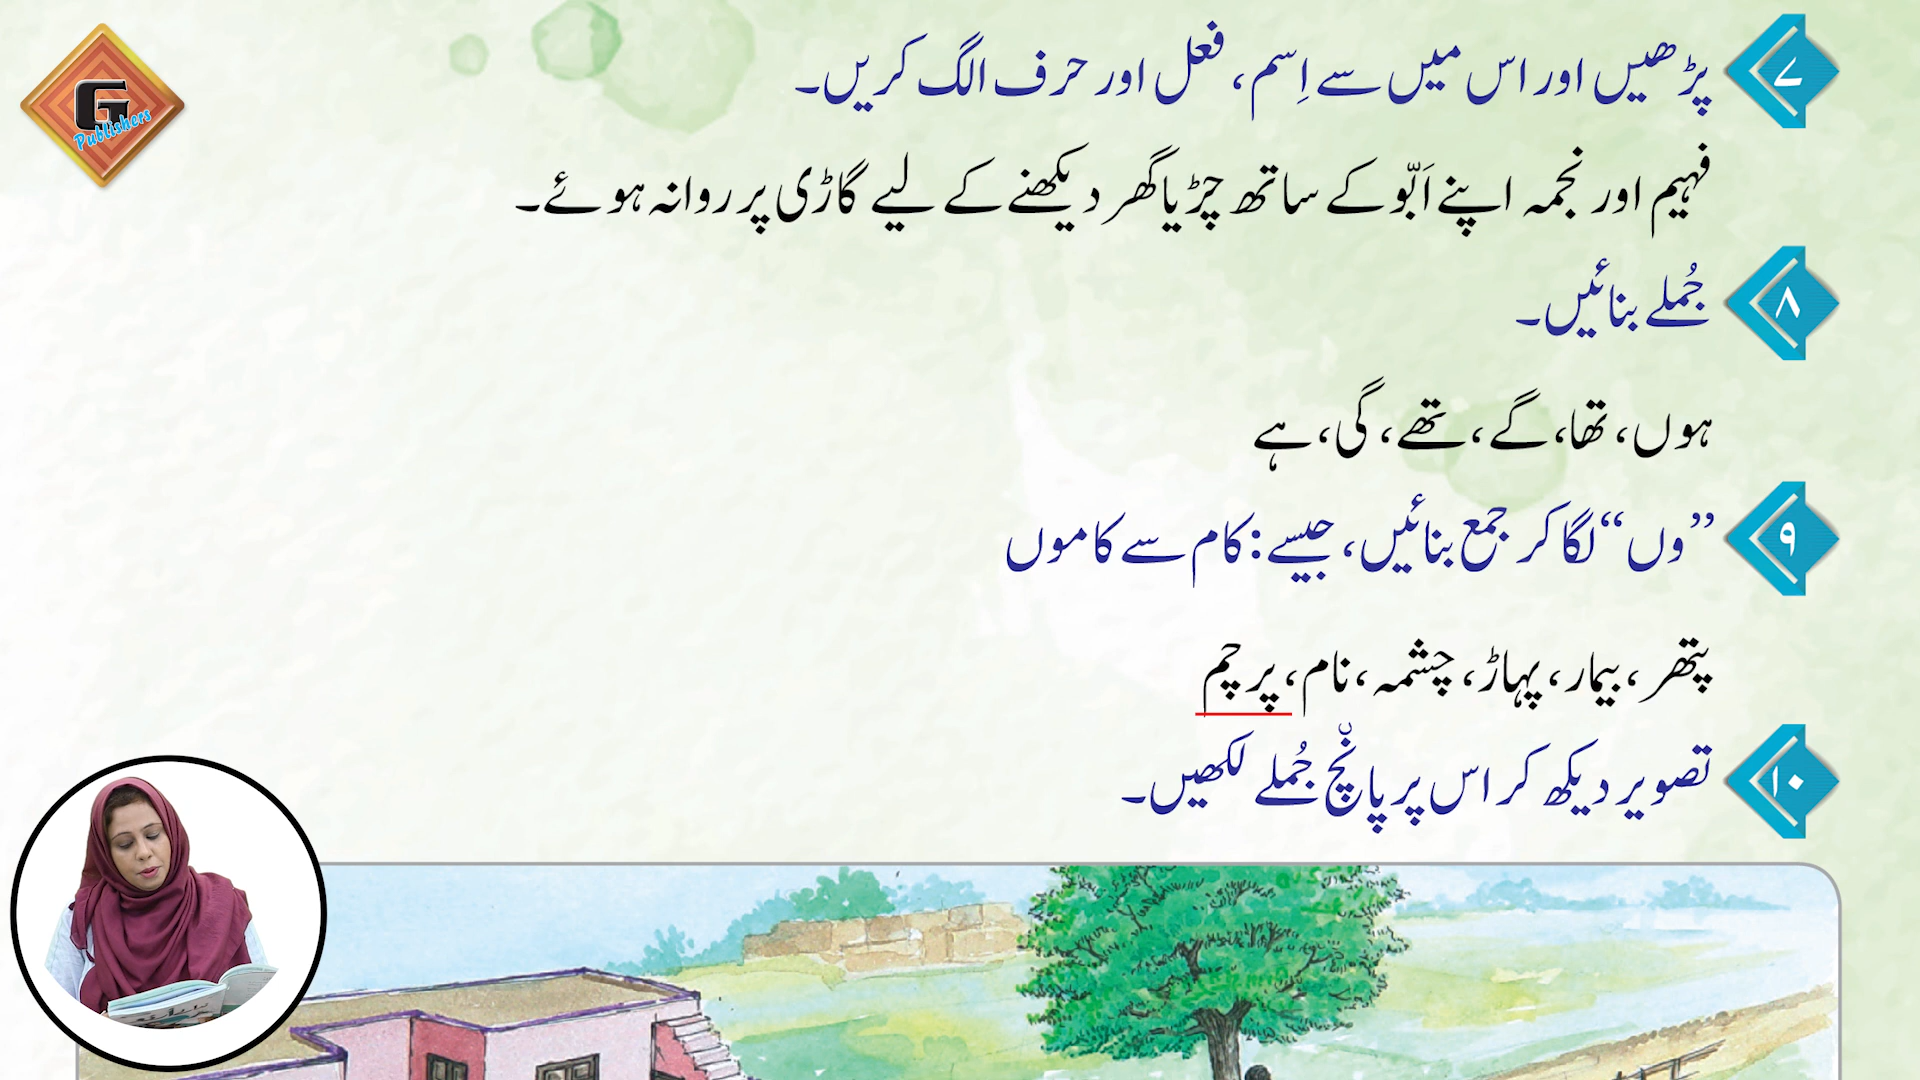 G
Publishers
۷ پڑھیں اور اس میں سے اِسم، فعل اور حرف الگ کریں۔
فہیم اور نجمہ اپنے اَبّو کے ساتھ چڑیا گھر دیکھنے کے لیے گاڑی پر روانہ ہوئے۔
۸ جُملے بنائیں۔
ہوں، تھا، گے، تھے، گی، ہے
۹ ”وں“ لگا کر جمع بنائیں، جیسے: کام سے کاموں
پتھر، بیمار، پہاڑ، چشمہ، نام، پرچم
۱۰ تصویر دیکھ کر اس پر پان٘چ جُملے لکھیں۔